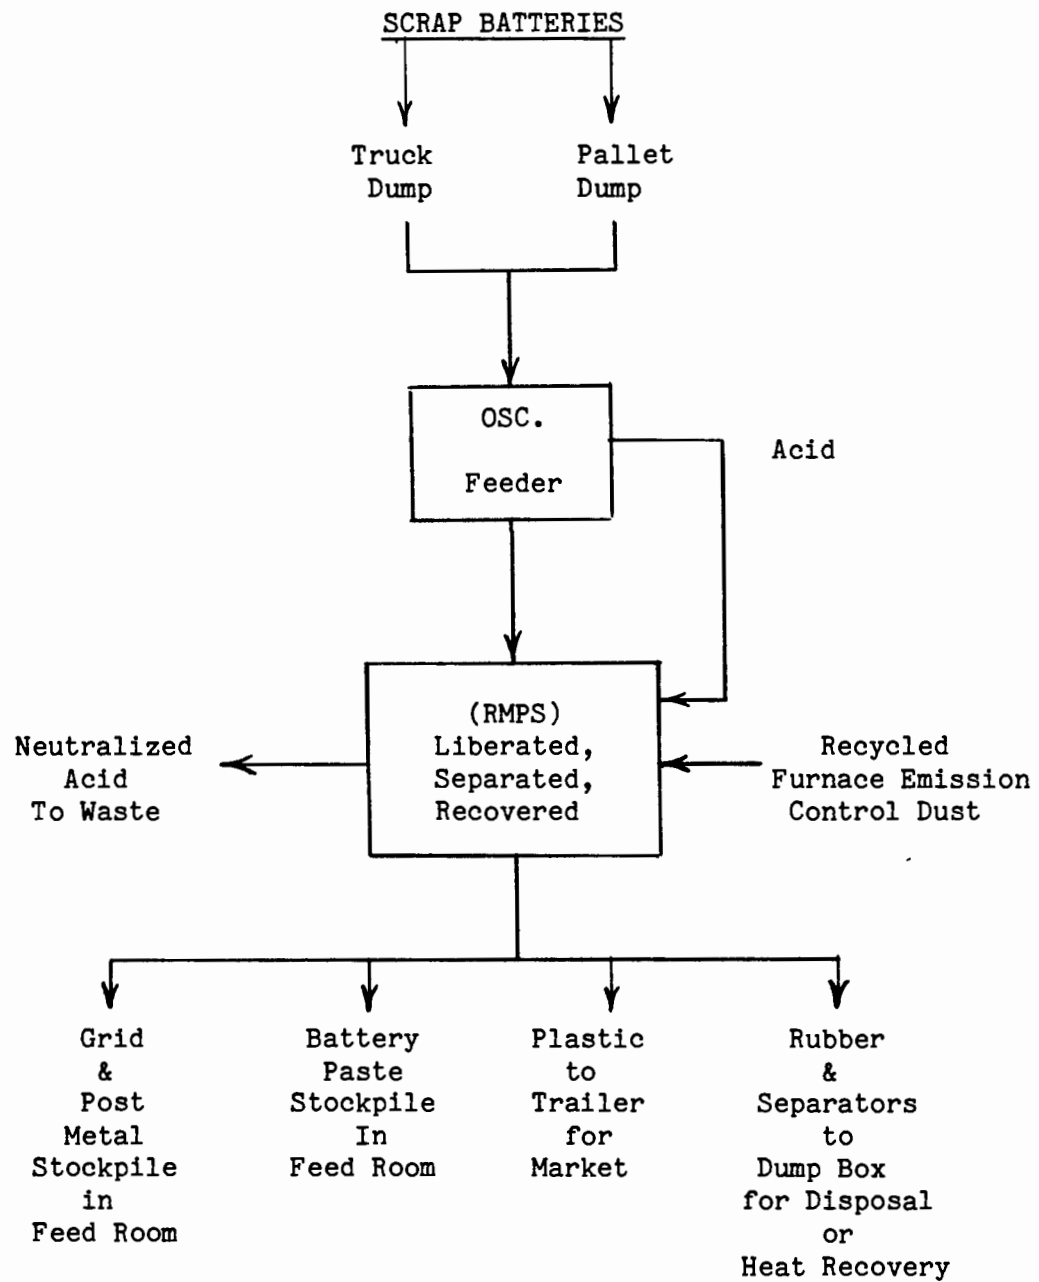 SCRAP BATTERIES
Truck
Dump
Pallet
Dump
OSC.
Feeder
Acid
(RMPS)
Liberated,
Separated,
Recovered
Neutralized
Acid
To Waste
Recycled
Furnace Emission
Control Dust
Grid
&
Post
Metal
Stockpile
in
Feed Room
Battery
Paste
Stockpile
In
Feed Room
Plastic
to
Trailer
for
Market
Rubber
&
Separators
to
Dump Box
for Disposal
or
Heat Recovery